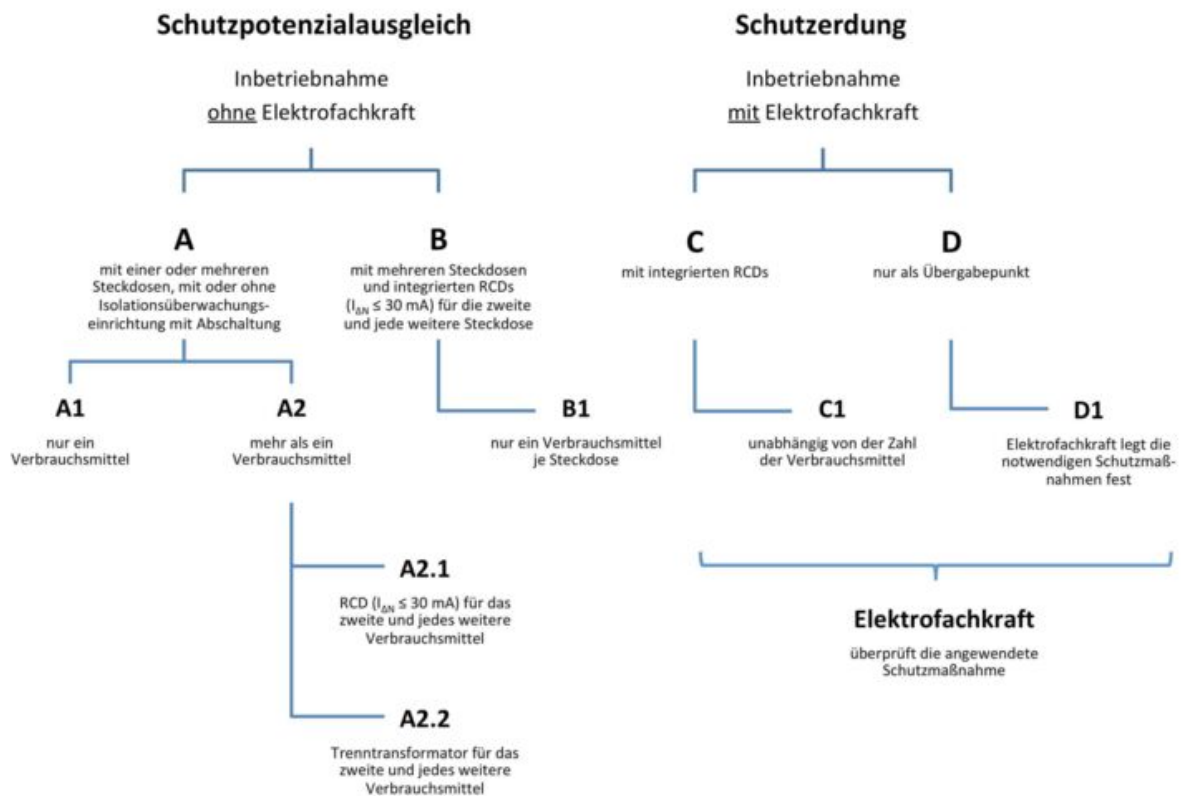 Schutzpotenzialausgleich
Inbetriebnahme
ohne Elektrofachkraft
Schutzerdung
Inbetriebnahme
mit Elektrofachkraft
A
mit einer oder mehreren
Steckdosen, mit oder ohne
Isolationsüberwachungs-
einrichtung mit Abschaltung
B
mit mehreren Steckdosen
und integrierten RCDs
(IΔN ≤ 30 mA) für die zweite
und jede weitere Steckdose
C
mit integrierten RCDs
D
nur als Übergabepunkt
A1
nur ein
Verbrauchsmittel
A2
mehr als ein
Verbrauchsmittel
B1
nur ein Verbrauchsmittel
je Steckdose
C1
unabhängig von der Zahl
der Verbrauchsmittel
D1
Elektrofachkraft legt die
notwendigen Schutzmaß-
nahmen fest
A2.1
RCD (IΔN ≤ 30 mA) für das
zweite und jedes weitere
Verbrauchsmittel
A2.2
Trenntransformator für das
zweite und jedes weitere
Verbrauchsmittel
Elektrofachkraft
überprüft die angewendete
Schutzmaßnahme